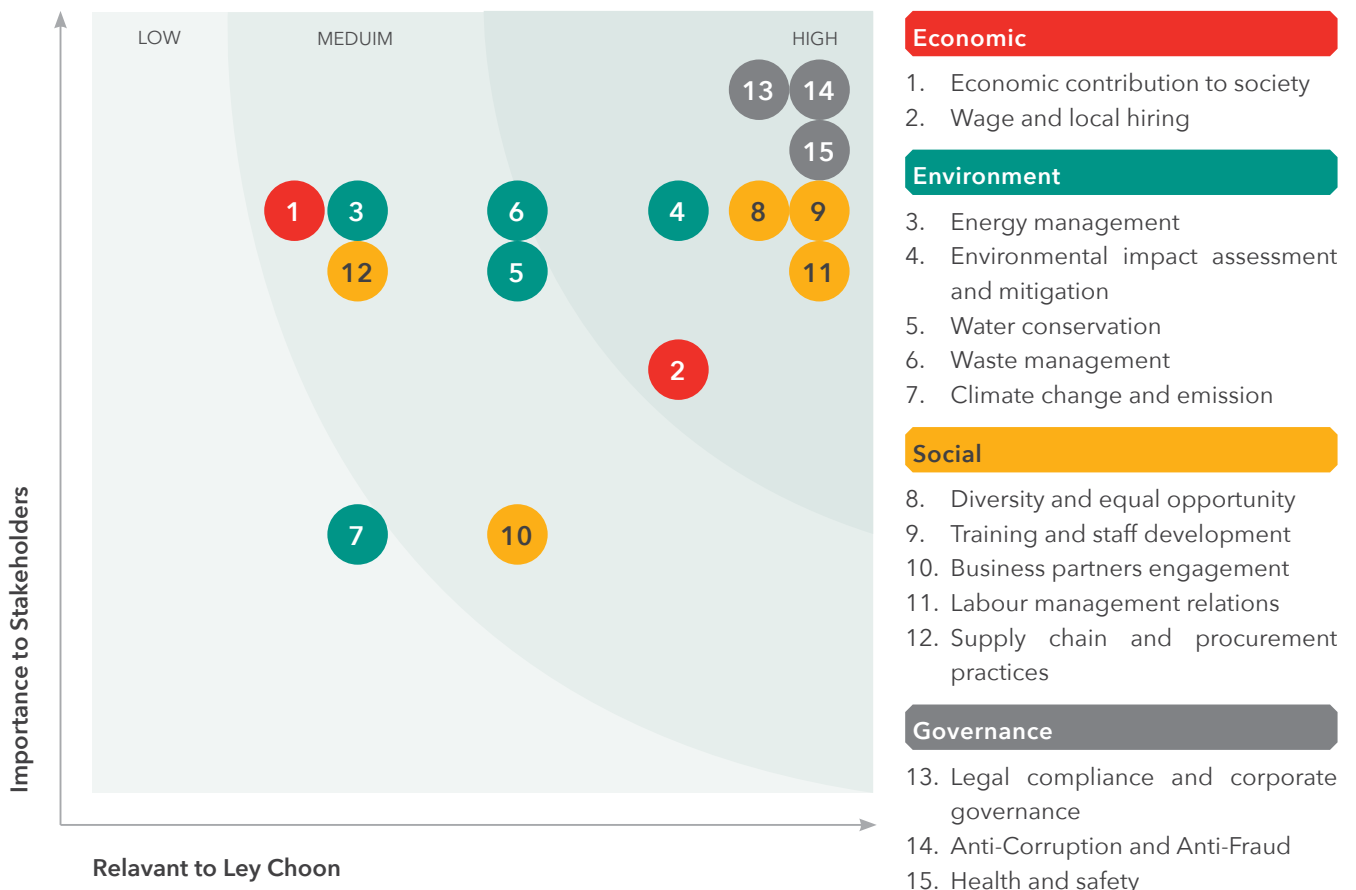 LOW MEDUIM HIGH
13 14
15
1 3 6 4 8 9
12 5 11
2
7 10
Importance to Stakeholders
Relavant to Ley Choon
Economic
1. Economic contribution to society
2. Wage and local hiring
Environment
3. Energy management
4. Environmental impact assessment
and mitigation
5. Water conservation
6. Waste management
7. Climate change and emission
Social
8. Diversity and equal opportunity
9. Training and staff development
10. Business partners engagement
11. Labour management relations
12. Supply chain and procurement
practices
Governance
13. Legal compliance and corporate
governance
14. Anti-Corruption and Anti-Fraud
15. Health and safety